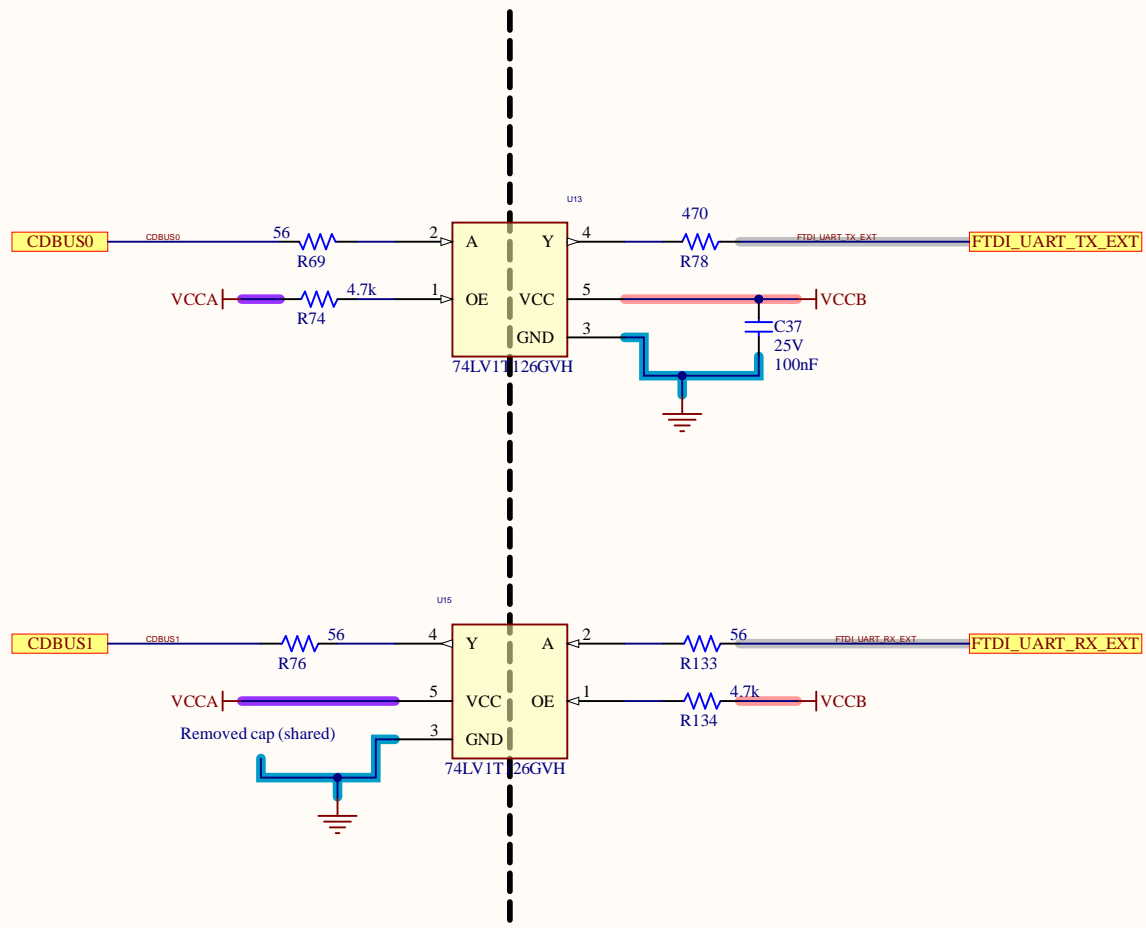 U13
CDBUS0 CDBUS0 56 R69 2 A Y 4 470 R78 FTDI_UART_TX_EXT FTDI_UART_TX_EXT
VCCA R74 4.7k 1 OE VCC 5 VCCB
GND 3 C37
25V
100nF
74LV1T126GVH
U15
CDBUS1 CDBUS1 R76 56 4 Y A 2 R133 56 FTDI_UART_RX_EXT FTDI_UART_RX_EXT
VCCA 5 VCC OE 1 R134 4.7k VCCB
Removed cap (shared) 3 GND
74LV1T126GVH